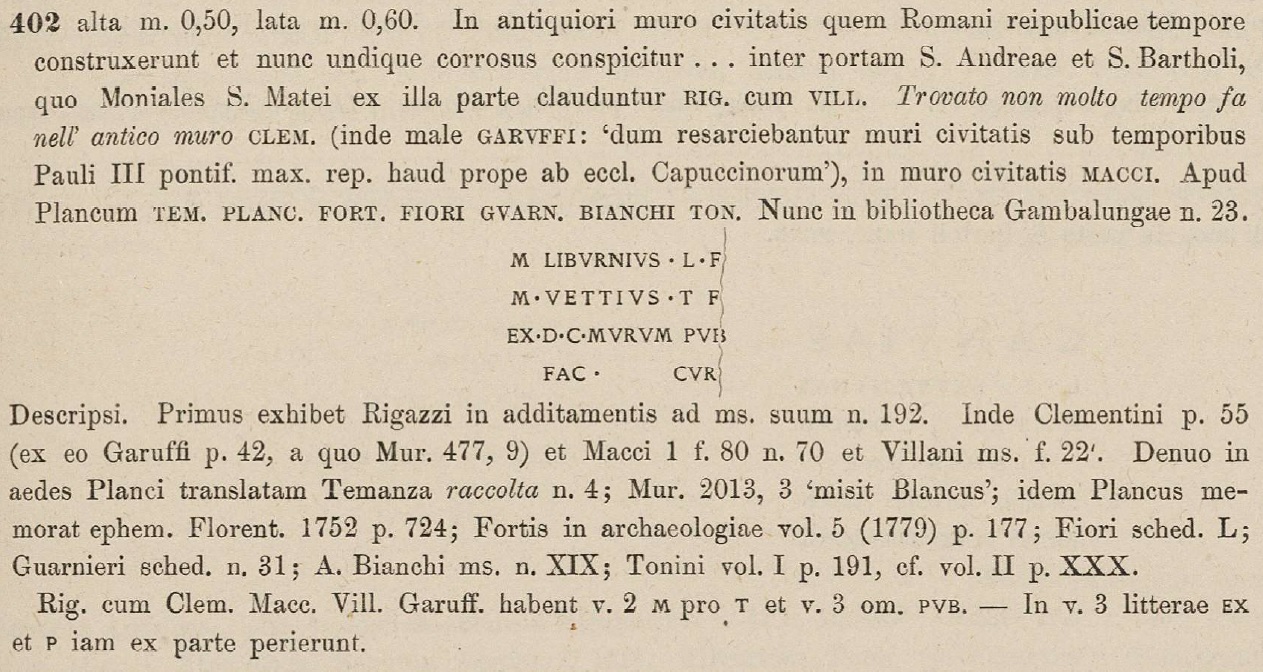 402 alta m. 0,50, lata m. 0,60. In antiquiori muro civitatis quem Romani reipublicae tempore
construxerunt et nunc undique corrosus conspicitur . . . inter portam S. Andreae et S. Bartholi,
quo Moniales S. Matei ex illa parte clauduntur RIG. cum VILL. Trovato non molto tempo fa
nell' antico muro CLEM. (inde male GARVFFI: ‘dum resarciebantur muri civitatis sub temporibus
Pauli III pontif. max. rep. haud prope ab eccl. Capuccinorum’), in muro civitatis MACCI. Apud
Plancum TEM. PLANC. FORT. FIORI GVARN. BIANCHI TON. Nunc in bibliotheca Gambalungae n. 23.
M LIBVRNIVS · L · F
M · VETTIVS · T F
EX · D · C · MVRVM PVB
FAC · CVR
Descripsi. Primus exhibet Rigazzi in additamentis ad ms. suum n. 192. Inde Clementini p. 55
(ex eo Garuffi p. 42, a quo Mur. 477, 9) et Macci 1 f. 80 n. 70 et Villani ms. f. 22'. Denuo in
aedes Planci translatam Temanza raccolta n. 4; Mur. 2013, 3 ‘misit Blancus’; idem Plancus me-
morat ephem. Florent. 1752 p. 724; Fortis in archaeologiae vol. 5 (1779) p. 177; Fiori sched. L;
Guarnieri sched. n. 31; A. Bianchi ms. n. XIX; Tonini vol. I p. 191, cf. vol. II p. XXX.
Rig. cum Clem. Macc. Vill. Garuff. habent v. 2 M pro T et v. 3 om. PVB. — In v. 3 litterae EX
et P iam ex parte perierunt.